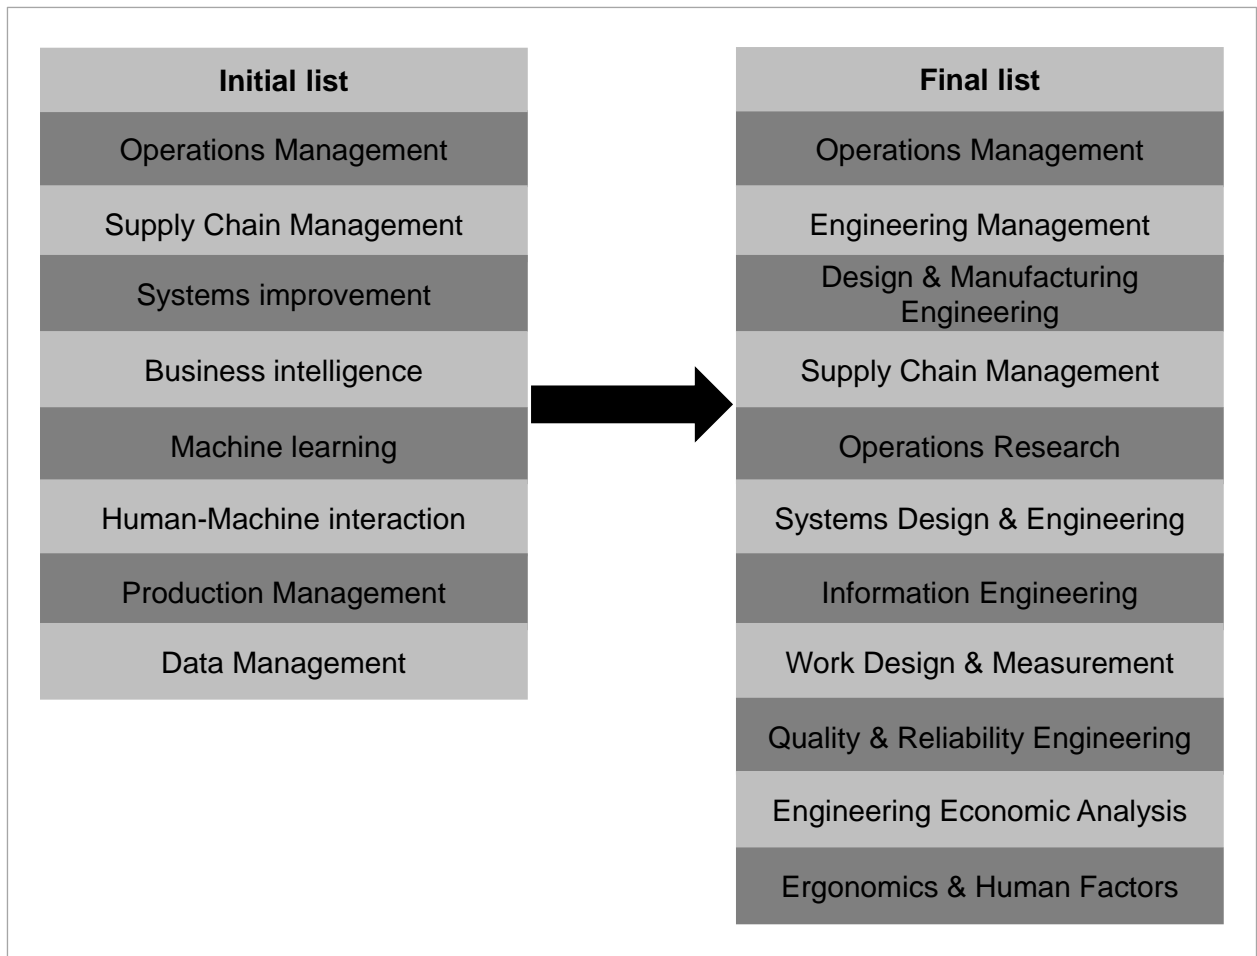 Initial list
Operations Management
Supply Chain Management
Systems improvement
Business intelligence
Machine learning
Human-Machine interaction
Production Management
Data Management
Final list
Operations Management
Engineering Management
Design & Manufacturing
Engineering
Supply Chain Management
Operations Research
Systems Design & Engineering
Information Engineering
Work Design & Measurement
Quality & Reliability Engineering
Engineering Economic Analysis
Ergonomics & Human Factors